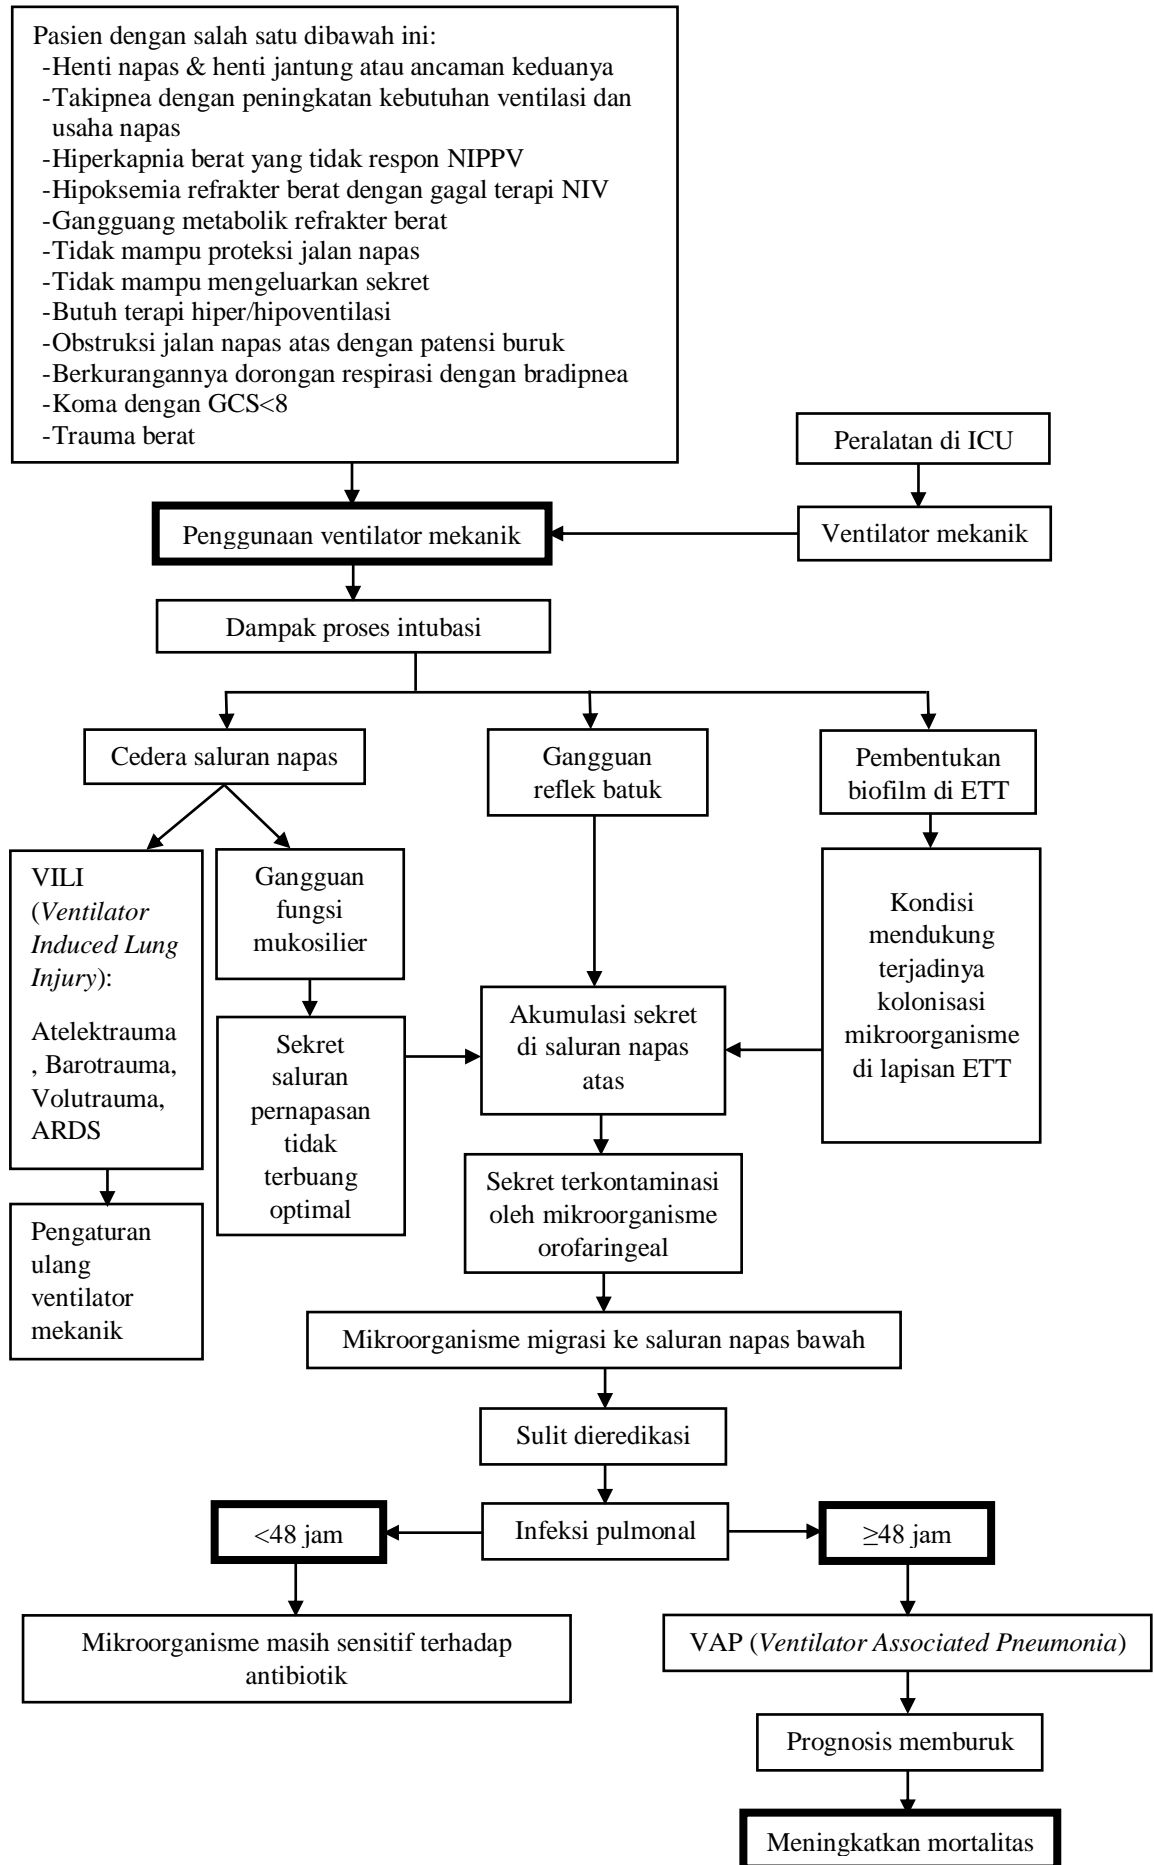 Pasien dengan salah satu dibawah ini:
-Henti napas & henti jantung atau ancaman keduanya
-Takipnea dengan peningkatan kebutuhan ventilasi dan
usaha napas
-Hiperkapnia berat yang tidak respon NIPPV
-Hipoksemia refrakter berat dengan gagal terapi NIV
-Gangguang metabolik refrakter berat
-Tidak mampu proteksi jalan napas
-Tidak mampu mengeluarkan sekret
-Butuh terapi hiper/hipoventilasi
-Obstruksi jalan napas atas dengan patensi buruk
-Berkurangannya dorongan respirasi dengan bradipnea
-Koma dengan GCS<8
-Trauma berat
Peralatan di ICU
Penggunaan ventilator mekanik
Ventilator mekanik
Dampak proses intubasi
Cedera saluran napas
Gangguan
reflek batuk
Pembentukan
biofilm di ETT
VILI
(Ventilator
Induced Lung
Injury):
Atelektrauma
, Barotrauma,
Volutrauma,
ARDS
Gangguan
fungsi
mukosilier
Kondisi
mendukung
terjadinya
kolonisasi
mikroorganisme
di lapisan ETT
Sekret
saluran
pernapasan
tidak
terbuang
optimal
Akumulasi sekret
di saluran napas
atas
Pengaturan
ulang
ventilator
mekanik
Sekret terkontaminasi
oleh mikroorganisme
orofaringeal
Mikroorganisme migrasi ke saluran napas bawah
Sulit dieredikasi
<48 jam
Infeksi pulmonal
≥48 jam
Mikroorganisme masih sensitif terhadap
antibiotik
VAP (Ventilator Associated Pneumonia)
Prognosis memburuk
Meningkatkan mortalitas